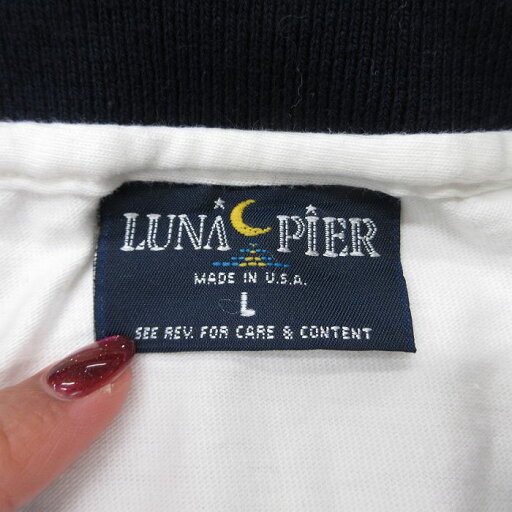 LUNA PIER
MADE IN U.S.A.
L
SEE REV. FOR CARE & CONTENT